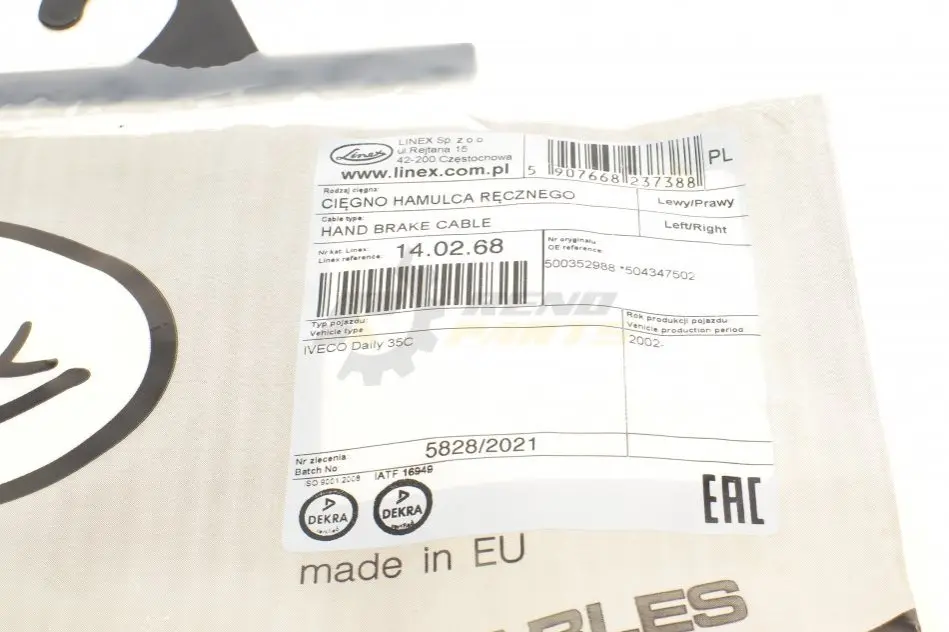 Linex
LINEX Sp. z o o
ul Rejtana 15
42-200 Częstochowa
www.linex.com.pl
5 907668 237388
PL
Rodzaj cięgna:
CIĘGNO HAMULCA RĘCZNEGO
Lewy/Prawy
Cable type:
HAND BRAKE CABLE
Left/Right
Nr kat. Linex:
Linex reference:
14.02.68
Nr oryginału
OE reference:
500352988 *504347502
RENO
PARTS
Typ pojazdu:
Vehicle type
IVECO Daily 35C
Rok produkcji pojazdu
Vehicle production period
2002-
Nr zlecenia
Batch No
5828/2021
ISO 9001:2008
IATF 16949
DEKRA
DEKRA
EAC
made in EU
ABLES